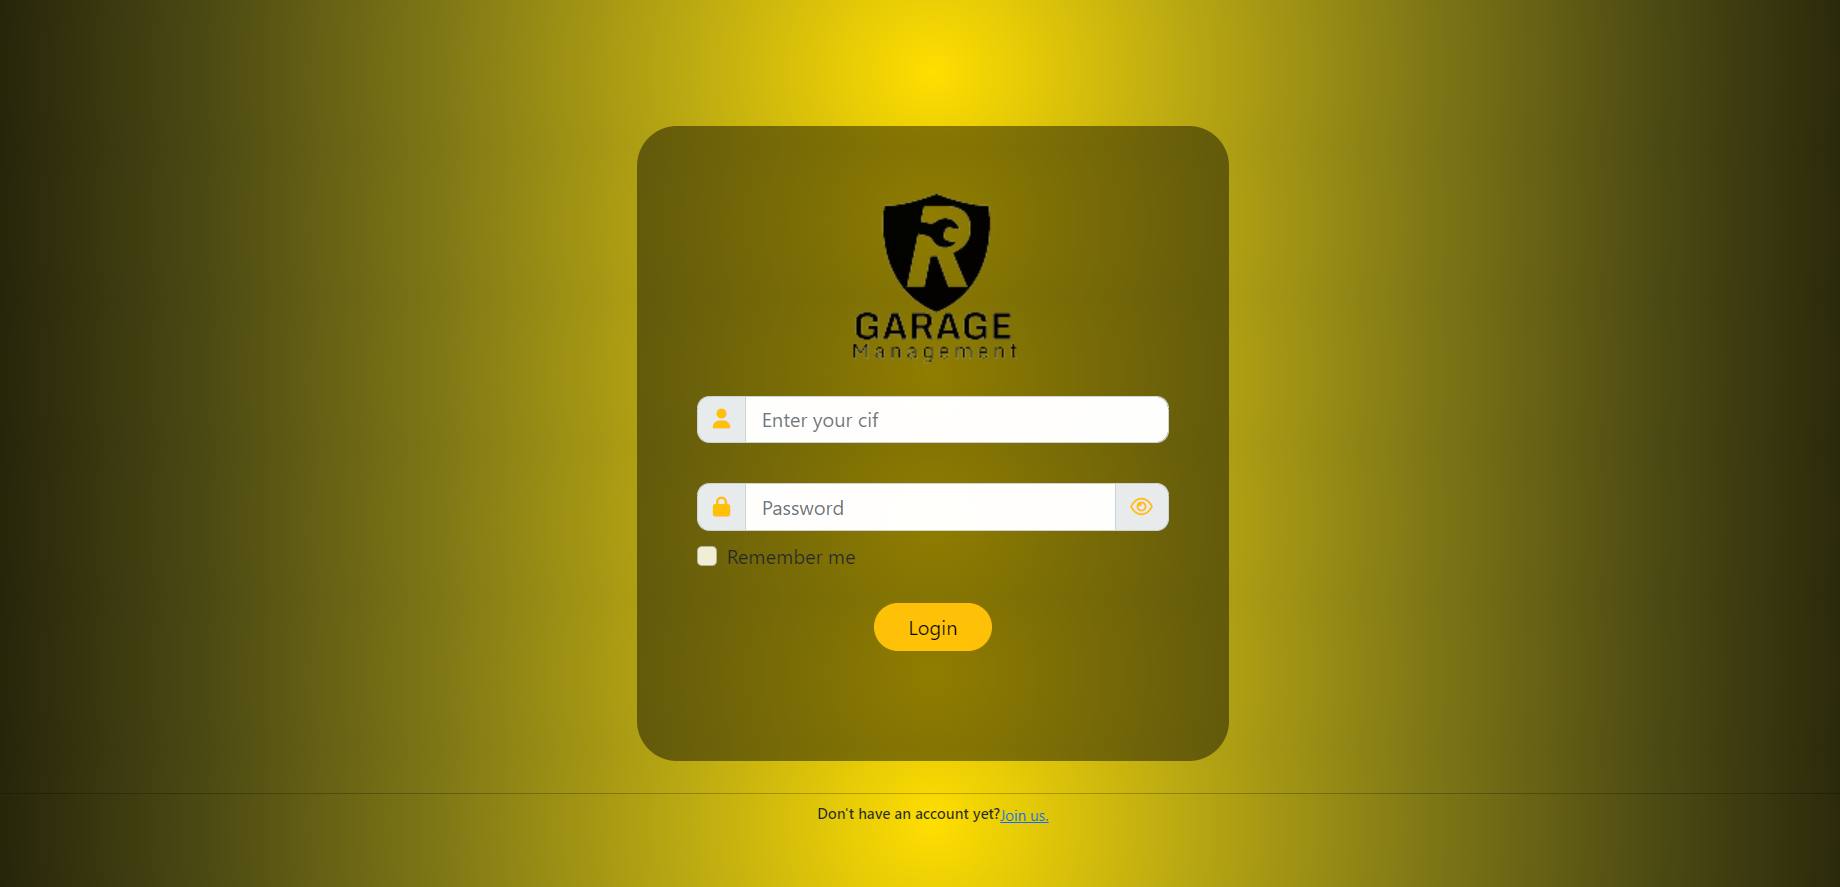 R
GARAGE
Management
Enter your cif
Password
Remember me
Login
Don't have an account yet?Join us.